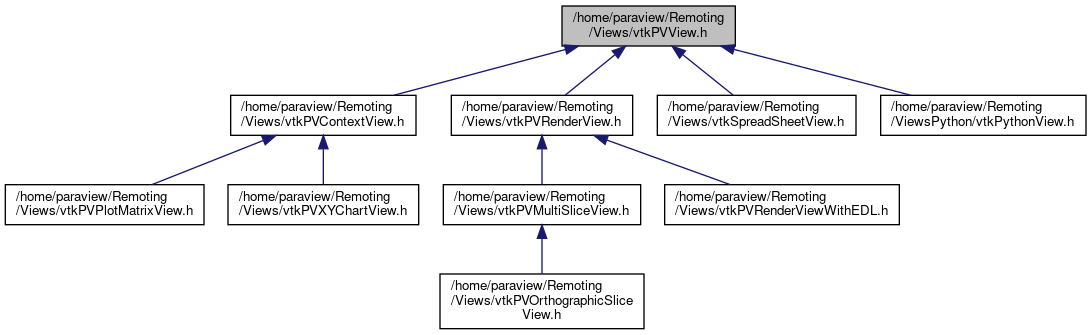 /home/paraview/Remoting
/Views/vtkPVView.h
/home/paraview/Remoting
/Views/vtkPVContextView.h
/home/paraview/Remoting
/Views/vtkPVRenderView.h
/home/paraview/Remoting
/Views/vtkSpreadSheetView.h
/home/paraview/Remoting
/ViewsPython/vtkPythonView.h
/home/paraview/Remoting
/Views/vtkPVPlotMatrixView.h
/home/paraview/Remoting
/Views/vtkPVXYChartView.h
/home/paraview/Remoting
/Views/vtkPVMultiSliceView.h
/home/paraview/Remoting
/Views/vtkPVRenderViewWithEDL.h
/home/paraview/Remoting
/Views/vtkPVOrthographicSlice
View.h